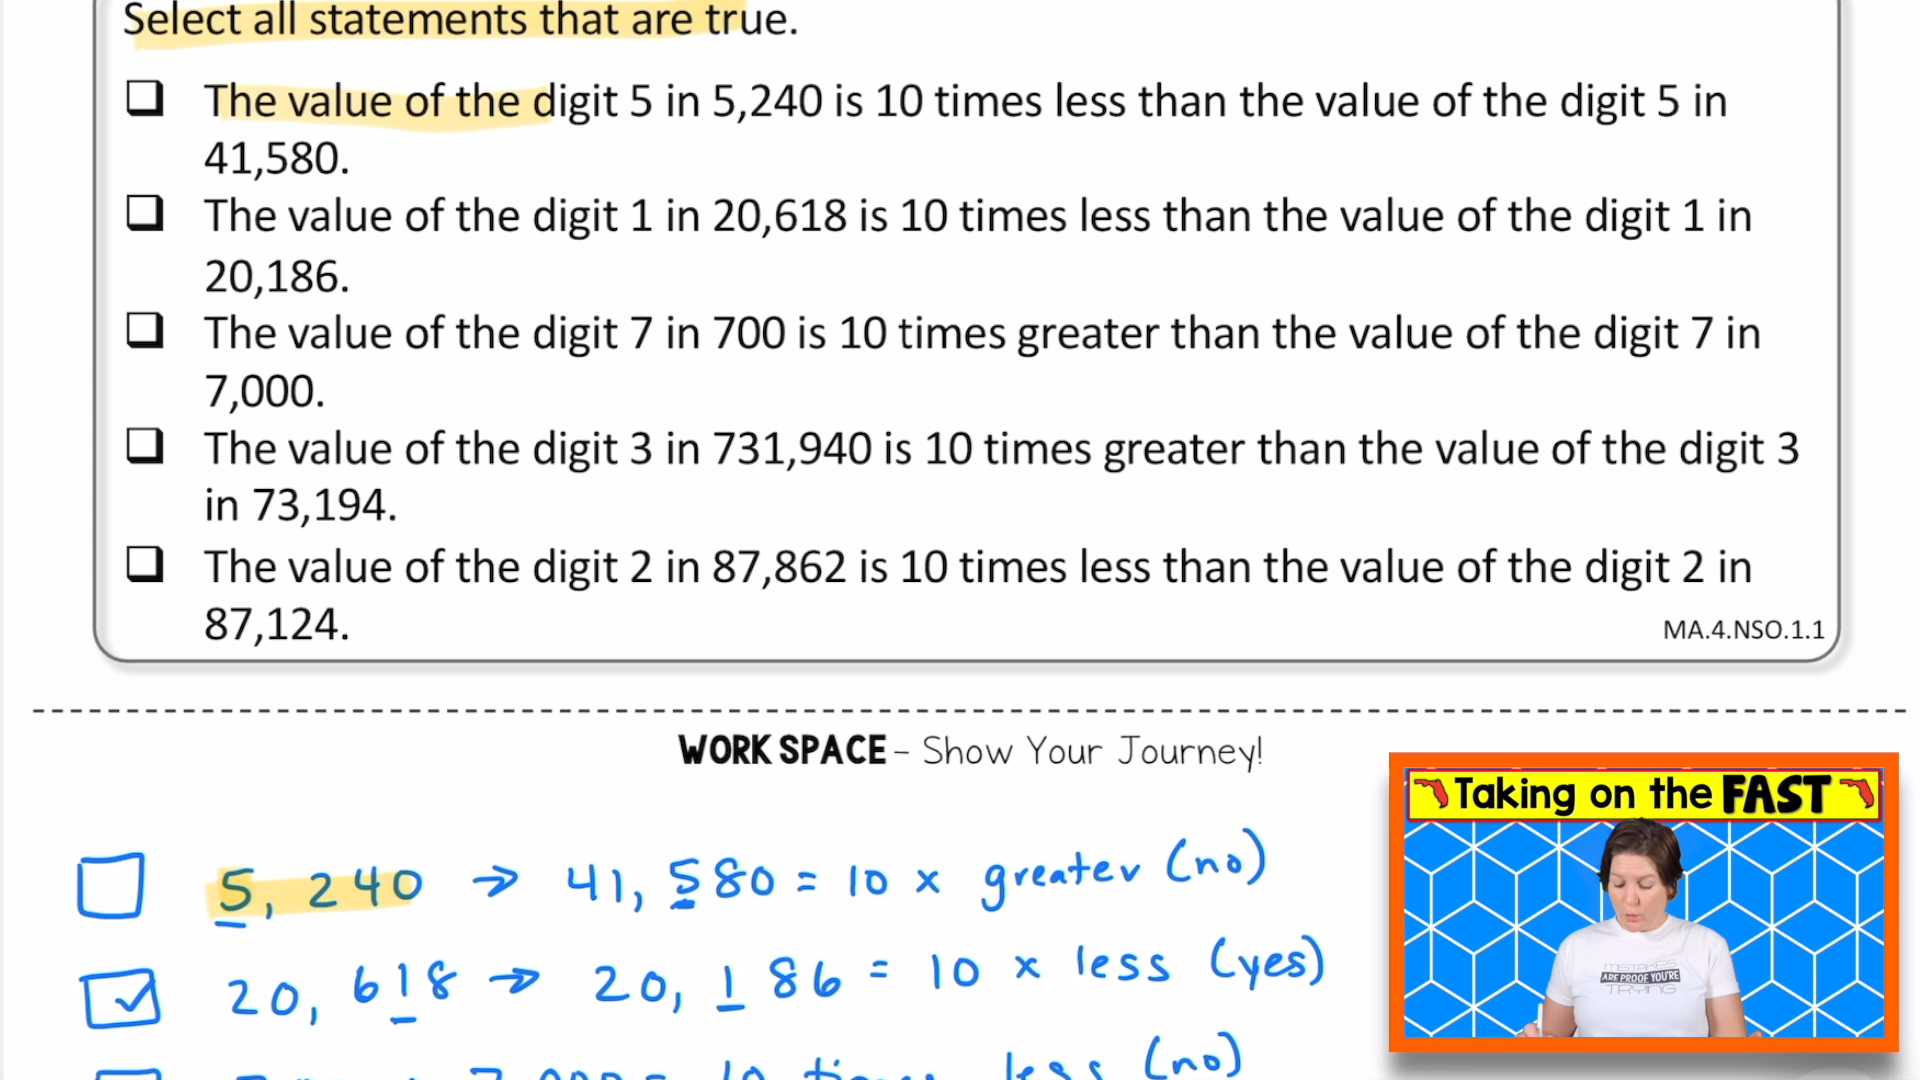 Select all statements that are true.
❑ The value of the digit 5 in 5,240 is 10 times less than the value of the digit 5 in
41,580.
❑ The value of the digit 1 in 20,618 is 10 times less than the value of the digit 1 in
20,186.
❑ The value of the digit 7 in 700 is 10 times greater than the value of the digit 7 in
7,000.
❑ The value of the digit 3 in 731,940 is 10 times greater than the value of the digit 3
in 73,194.
❑ The value of the digit 2 in 87,862 is 10 times less than the value of the digit 2 in
87,124.
MA.4.NSO.1.1
WORK SPACE – Show Your Journey!
Taking on the FAST
5, 240 → 41, 580 = 10 x greater (no)
20, 618 → 20, 186 = 10 x less (yes)
7,000 = 10 times less (no)
MISTAKES
ARE PROOF YOU'RE
TRYING